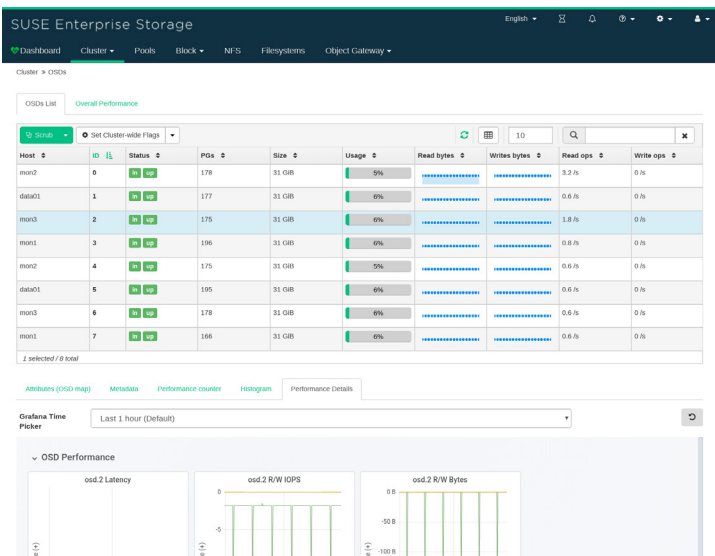 SUSE Enterprise Storage
English
Dashboard Cluster Pools Block NFS Filesystems Object Gateway
Cluster » OSDs
OSDs List Overall Performance
Scrub Set Cluster-wide Flags 10
Host ID Status PGs Size Usage Read bytes Writes bytes Read ops Write ops
mon2 0 in up 178 31 GiB 5% 3.2 /s 0 /s
data01 1 in up 177 31 GiB 6% 0.6 /s 0 /s
mon3 2 in up 175 31 GiB 6% 1.8 /s 0 /s
mon1 3 in up 196 31 GiB 6% 0.8 /s 0 /s
mon2 4 in up 175 31 GiB 5% 0.6 /s 0 /s
data01 5 in up 195 31 GiB 6% 0.6 /s 0 /s
mon3 6 in up 178 31 GiB 6% 0.6 /s 0 /s
mon1 7 in up 166 31 GiB 6% 0.6 /s 0 /s
1 selected / 8 total
Attributes (OSD map) Metadata Performance counter Histogram Performance Details
Grafana Time
Picker
Last 1 hour (Default)
OSD Performance
osd.2 Latency osd.2 R/W IOPS osd.2 R/W Bytes
0 0 B
-5 -50 B
-100 B